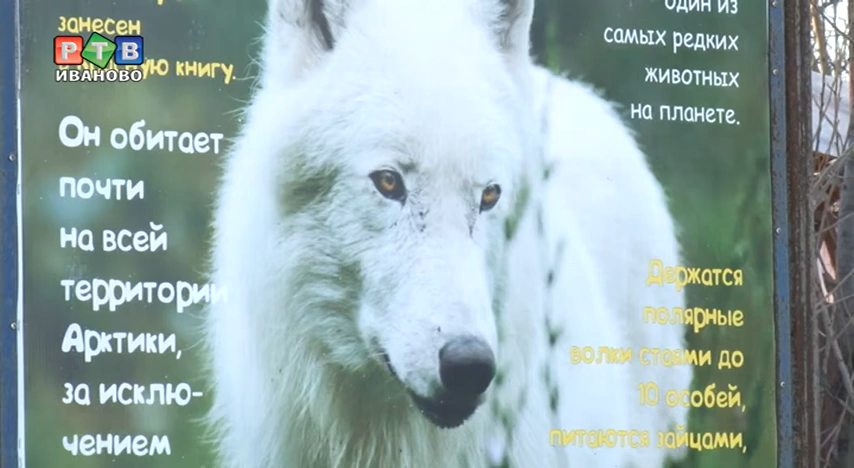 занесен
в Красную книгу.
РТВ
ИВАНОВО
Он обитает
почти
на всей
территории
Арктики,
за исклю-
чением
один из
самых редких
животных
на планете.
Держатся
полярные
волки стаями до
10 особей,
питаются зайцами,